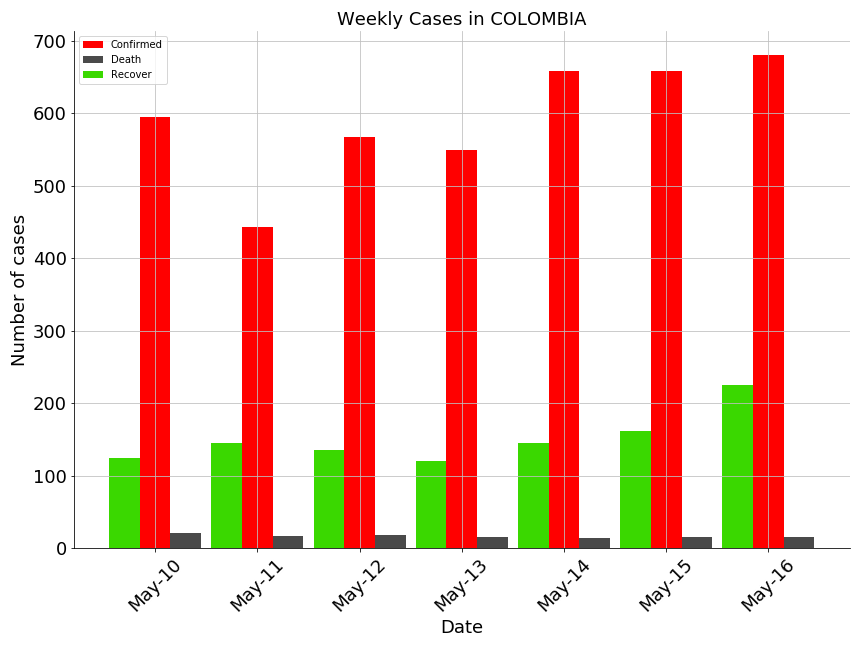 Weekly Cases in COLOMBIA
Confirmed
Death
Recover
Number of cases
700
600
500
400
300
200
100
0
May-10
May-11
May-12
May-13
May-14
May-15
May-16
Date